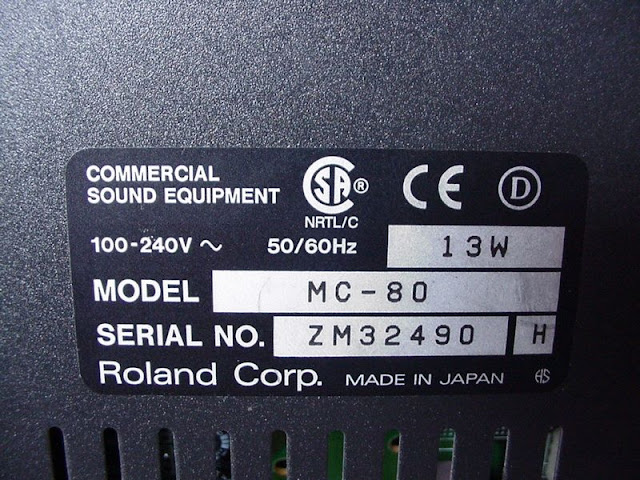 COMMERCIAL
SOUND EQUIPMENT
SA ®
NRTL/C
CE
D
100-240V ~ 50/60Hz 13W
MODEL MC-80
SERIAL NO. ZM32490 H
Roland Corp. MADE IN JAPAN